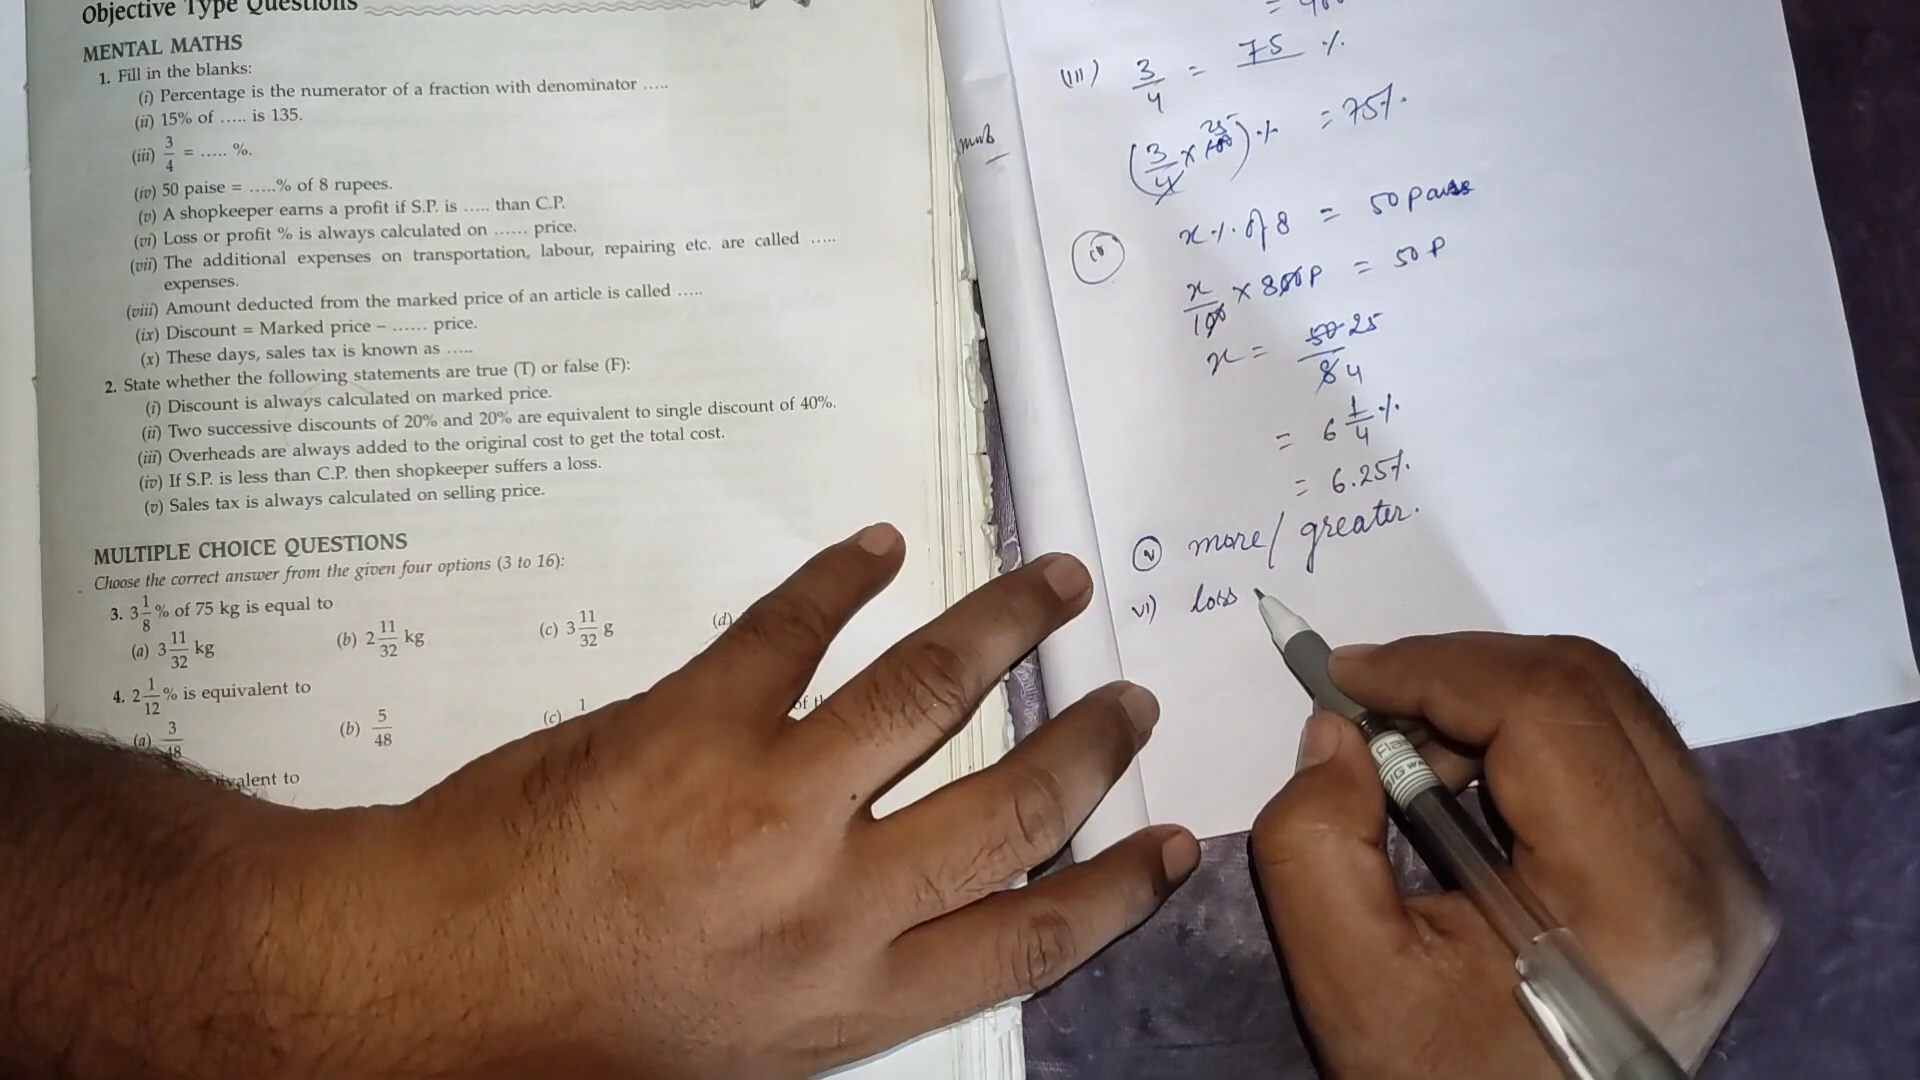 Objective Type Questions
MENTAL MATHS
1. Fill in the blanks:
(i) Percentage is the numerator of a fraction with denominator .....
(ii) 15% of ..... is 135.
(iii) 3/4 = ..... %.
(iv) 50 paise = .....% of 8 rupees.
(v) A shopkeeper earns a profit if S.P. is ..... than C.P.
(vi) Loss or profit % is always calculated on ...... price.
(vii) The additional expenses on transportation, labour, repairing etc. are called .....
expenses.
(viii) Amount deducted from the marked price of an article is called .....
(ix) Discount = Marked price – ...... price.
(x) These days, sales tax is known as .....
2. State whether the following statements are true (T) or false (F):
(i) Discount is always calculated on marked price.
(ii) Two successive discounts of 20% and 20% are equivalent to single discount of 40%.
(iii) Overheads are always added to the original cost to get the total cost.
(iv) If S.P. is less than C.P. then shopkeeper suffers a loss.
(v) Sales tax is always calculated on selling price.
MULTIPLE CHOICE QUESTIONS
Choose the correct answer from the given four options (3 to 16):
3. 3 1/8 % of 75 kg is equal to
(a) 3 11/32 kg (b) 2 11/32 kg (c) 3 11/32 g (d)
4. 2 1/12 % is equivalent to
(a) 3/48 (b) 5/48 (c) 1
of
valent to
(III) 3/4 = 75 %
(3/4 × 100 25) % = 75%.
x % of 8 = 50 paise
x/100 × 800p = 50 P
x = 50 25 / 8 4
= 6 1/4 %
= 6.25%.
(v) more / greater.
VI) loss